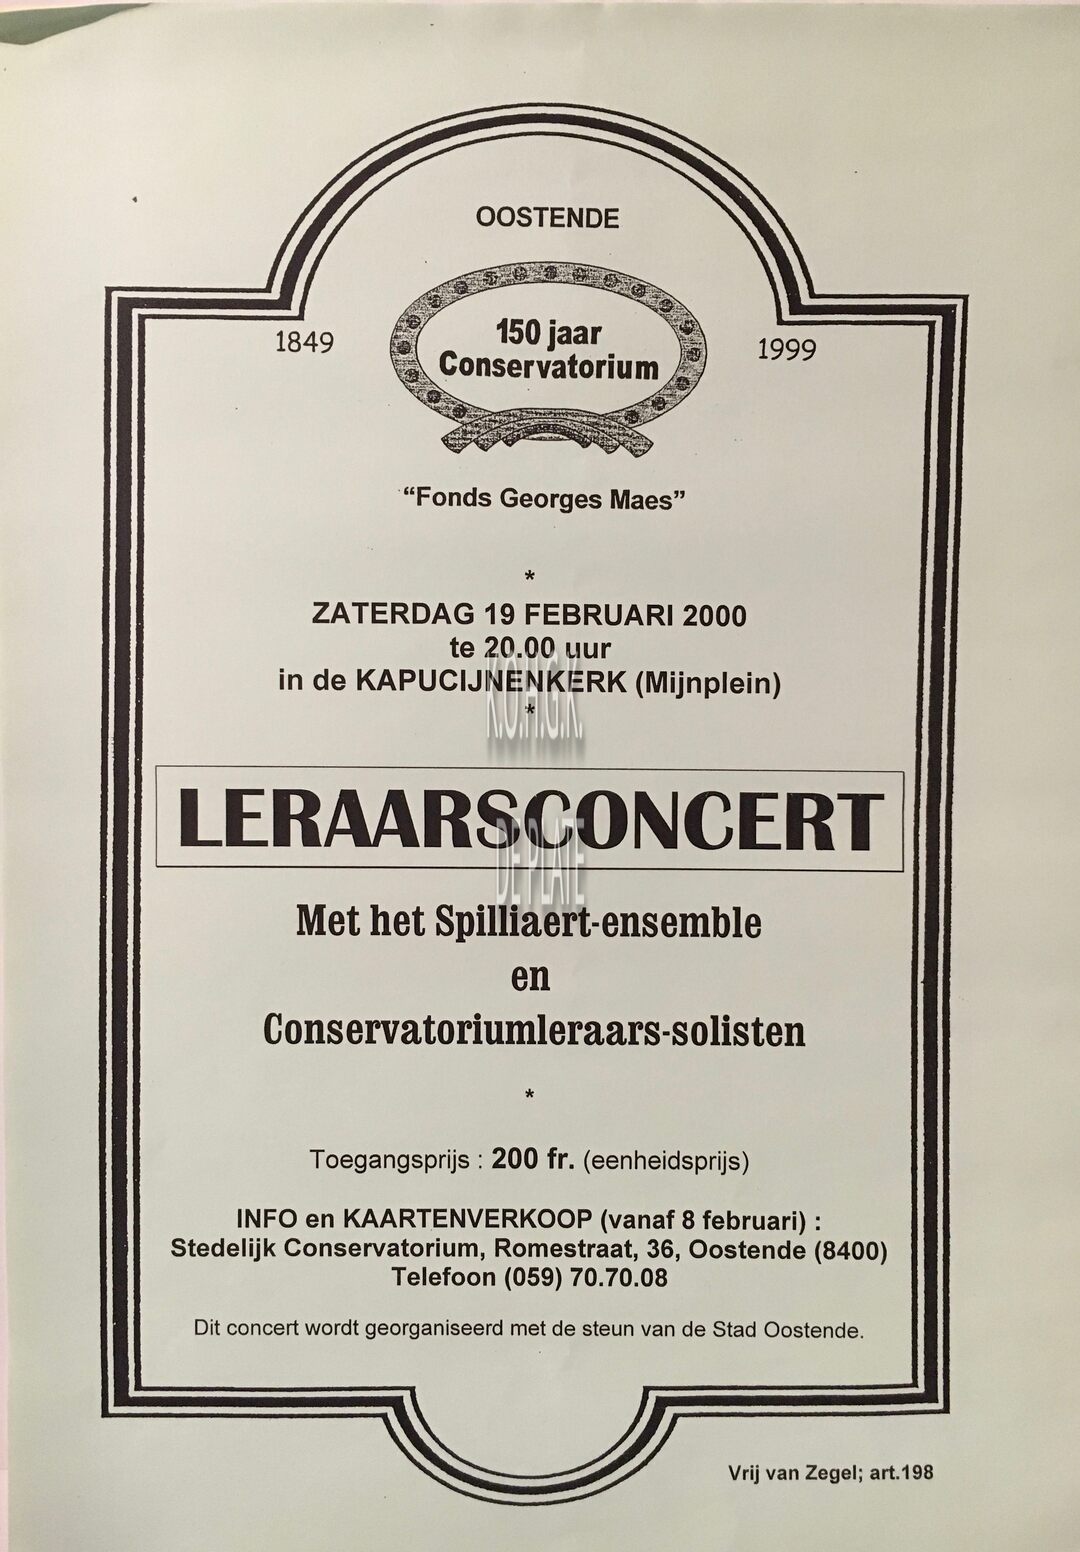 OOSTENDE
1849
150 jaar
Conservatorium
1999
“Fonds Georges Maes”
*
ZATERDAG 19 FEBRUARI 2000
te 20.00 uur
in de KAPUCIJNENKERK (Mijnplein)
*
K.O.H.G.K.
LERAARSCONCERT
DE PLATE
Met het Spilliaert-ensemble
en
Conservatoriumleraars-solisten
*
Toegangsprijs : 200 fr. (eenheidsprijs)
INFO en KAARTENVERKOOP (vanaf 8 februari) :
Stedelijk Conservatorium, Romestraat, 36, Oostende (8400)
Telefoon (059) 70.70.08
Dit concert wordt georganiseerd met de steun van de Stad Oostende.
Vrij van Zegel; art.198